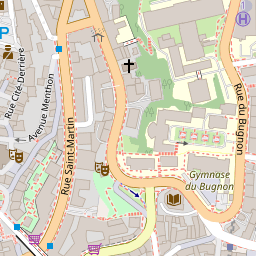 P
H
Rue Cité-Derrière
Avenue Menthon
Rue Saint-Martin
Rue du Bugnon
Gymnase
du Bugnon